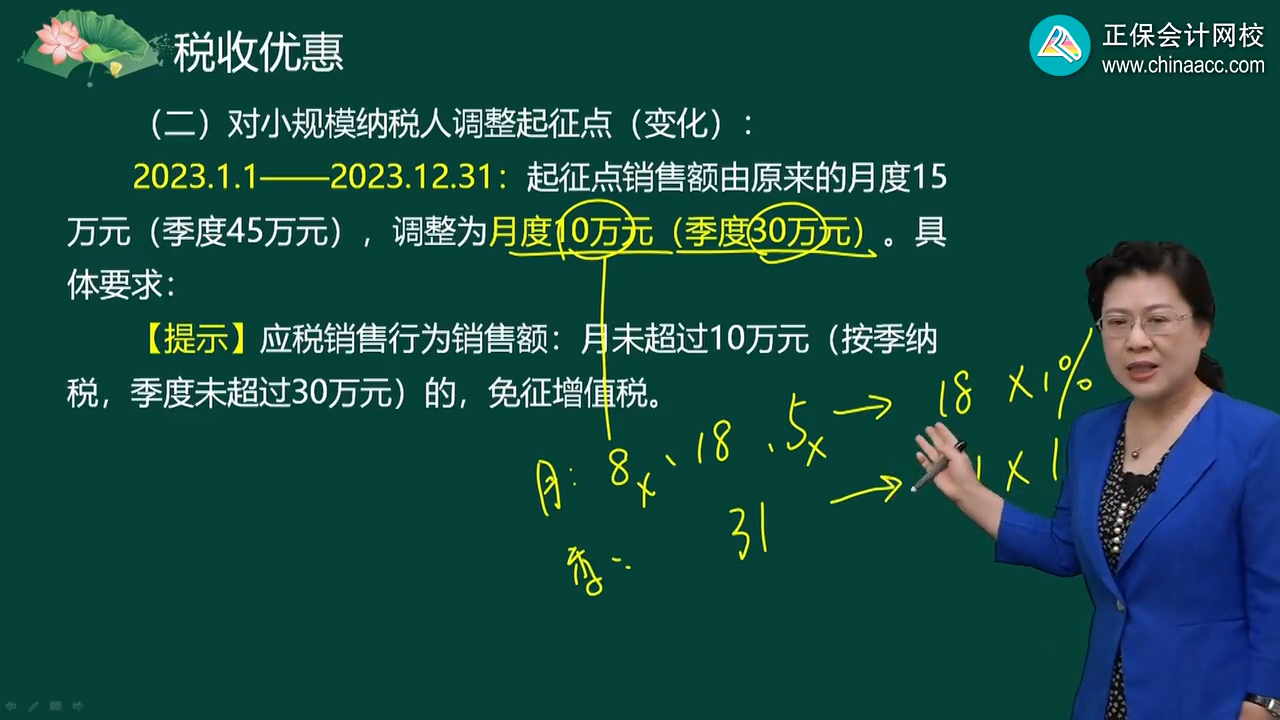 税收优惠
正保会计网校
www.chinaacc.com
（二）对小规模纳税人调整起征点（变化）：
2023.1.1——2023.12.31：起征点销售额由原来的月度15
万元（季度45万元），调整为月度10万元（季度30万元）。具
体要求：
【提示】应税销售行为销售额：月未超过10万元（按季纳
税，季度未超过30万元）的，免征增值税。
月：8x、18、5x → 18 × 1%
季： 31 →